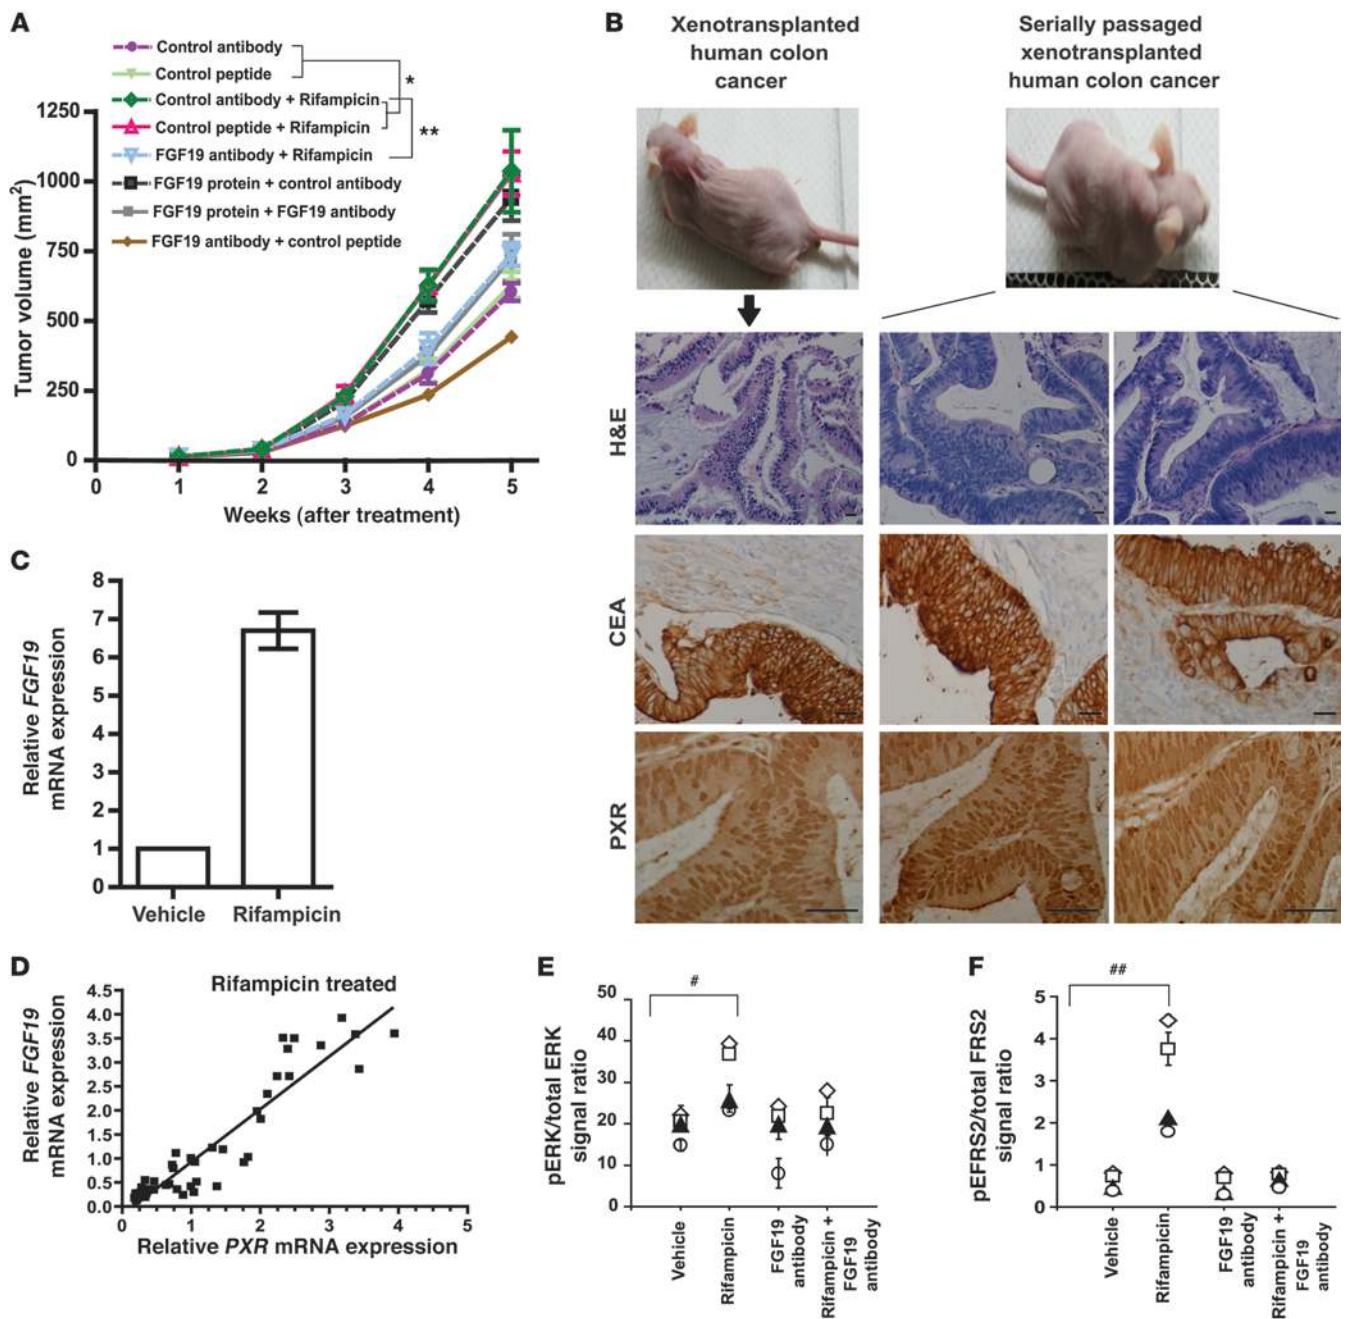 A
Control antibody
Control peptide
Control antibody + Rifampicin
Control peptide + Rifampicin
FGF19 antibody + Rifampicin
FGF19 protein + control antibody
FGF19 protein + FGF19 antibody
FGF19 antibody + control peptide
*
**
Tumor volume (mm2)
1250
1000
750
500
250
0
0 1 2 3 4 5
Weeks (after treatment)
B
Xenotransplanted
human colon
cancer
Serially passaged
xenotransplanted
human colon cancer
H&E
CEA
PXR
C
Relative FGF19
mRNA expression
8
7
6
5
4
3
2
1
0
Vehicle Rifampicin
D
Rifampicin treated
Relative FGF19
mRNA expression
4.5
4.0
3.5
3.0
2.5
2.0
1.5
1.0
0.5
0.0
0 1 2 3 4 5
Relative PXR mRNA expression
E
#
pERK/total ERK
signal ratio
50
40
30
20
10
0
Vehicle
Rifampicin
FGF19
antibody
Rifampicin +
FGF19
antibody
F
##
pEFRS2/total FRS2
signal ratio
5
4
3
2
1
0
Vehicle
Rifampicin
FGF19
antibody
Rifampicin +
FGF19
antibody